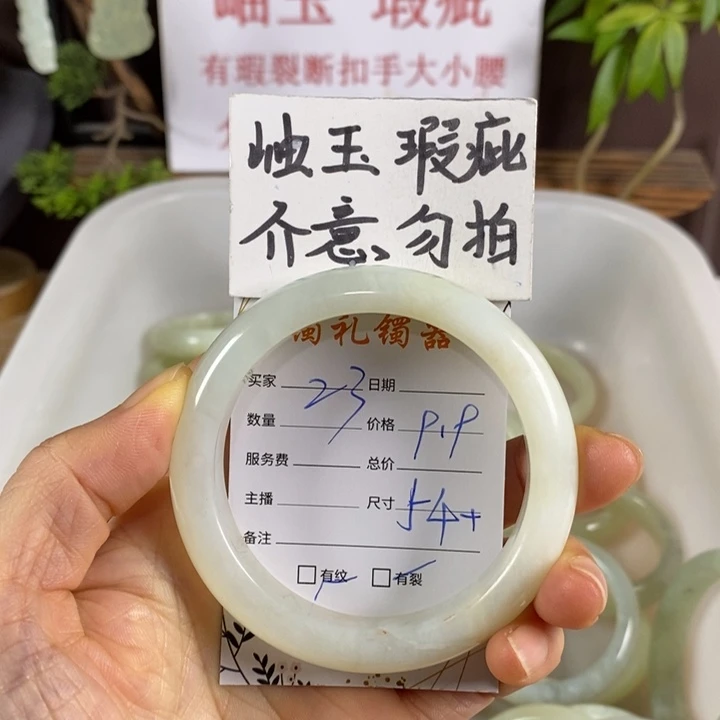 岫玉 瑕疵
有瑕裂断扣手大小腰
岫玉 瑕疵
介意勿拍
礼镯器
买家 23 日期
数量 价格 9.9
服务费 总价
主播 尺寸 54+
备注
有纹 有裂